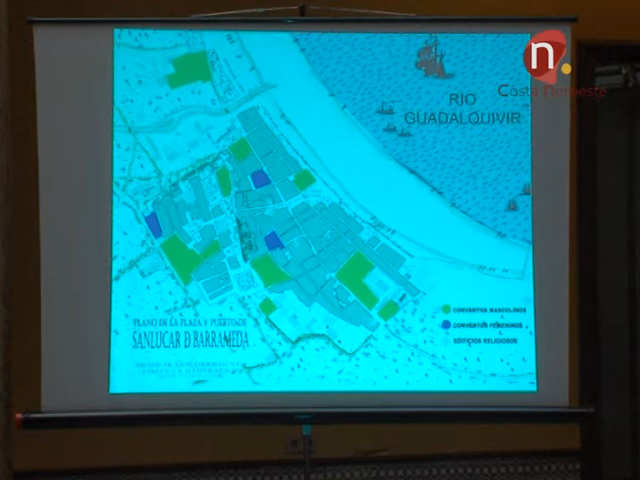 n.
Costa Noroeste
RIO
GUADALQUIVIR
CONVENTOS MASCULINOS
CONVENTOS FEMENINOS
EDIFICIOS RELIGIOSOS
PLANO DE LA PLAZA Y PUERTO DE
SANLUCAR D BARRAMEDA